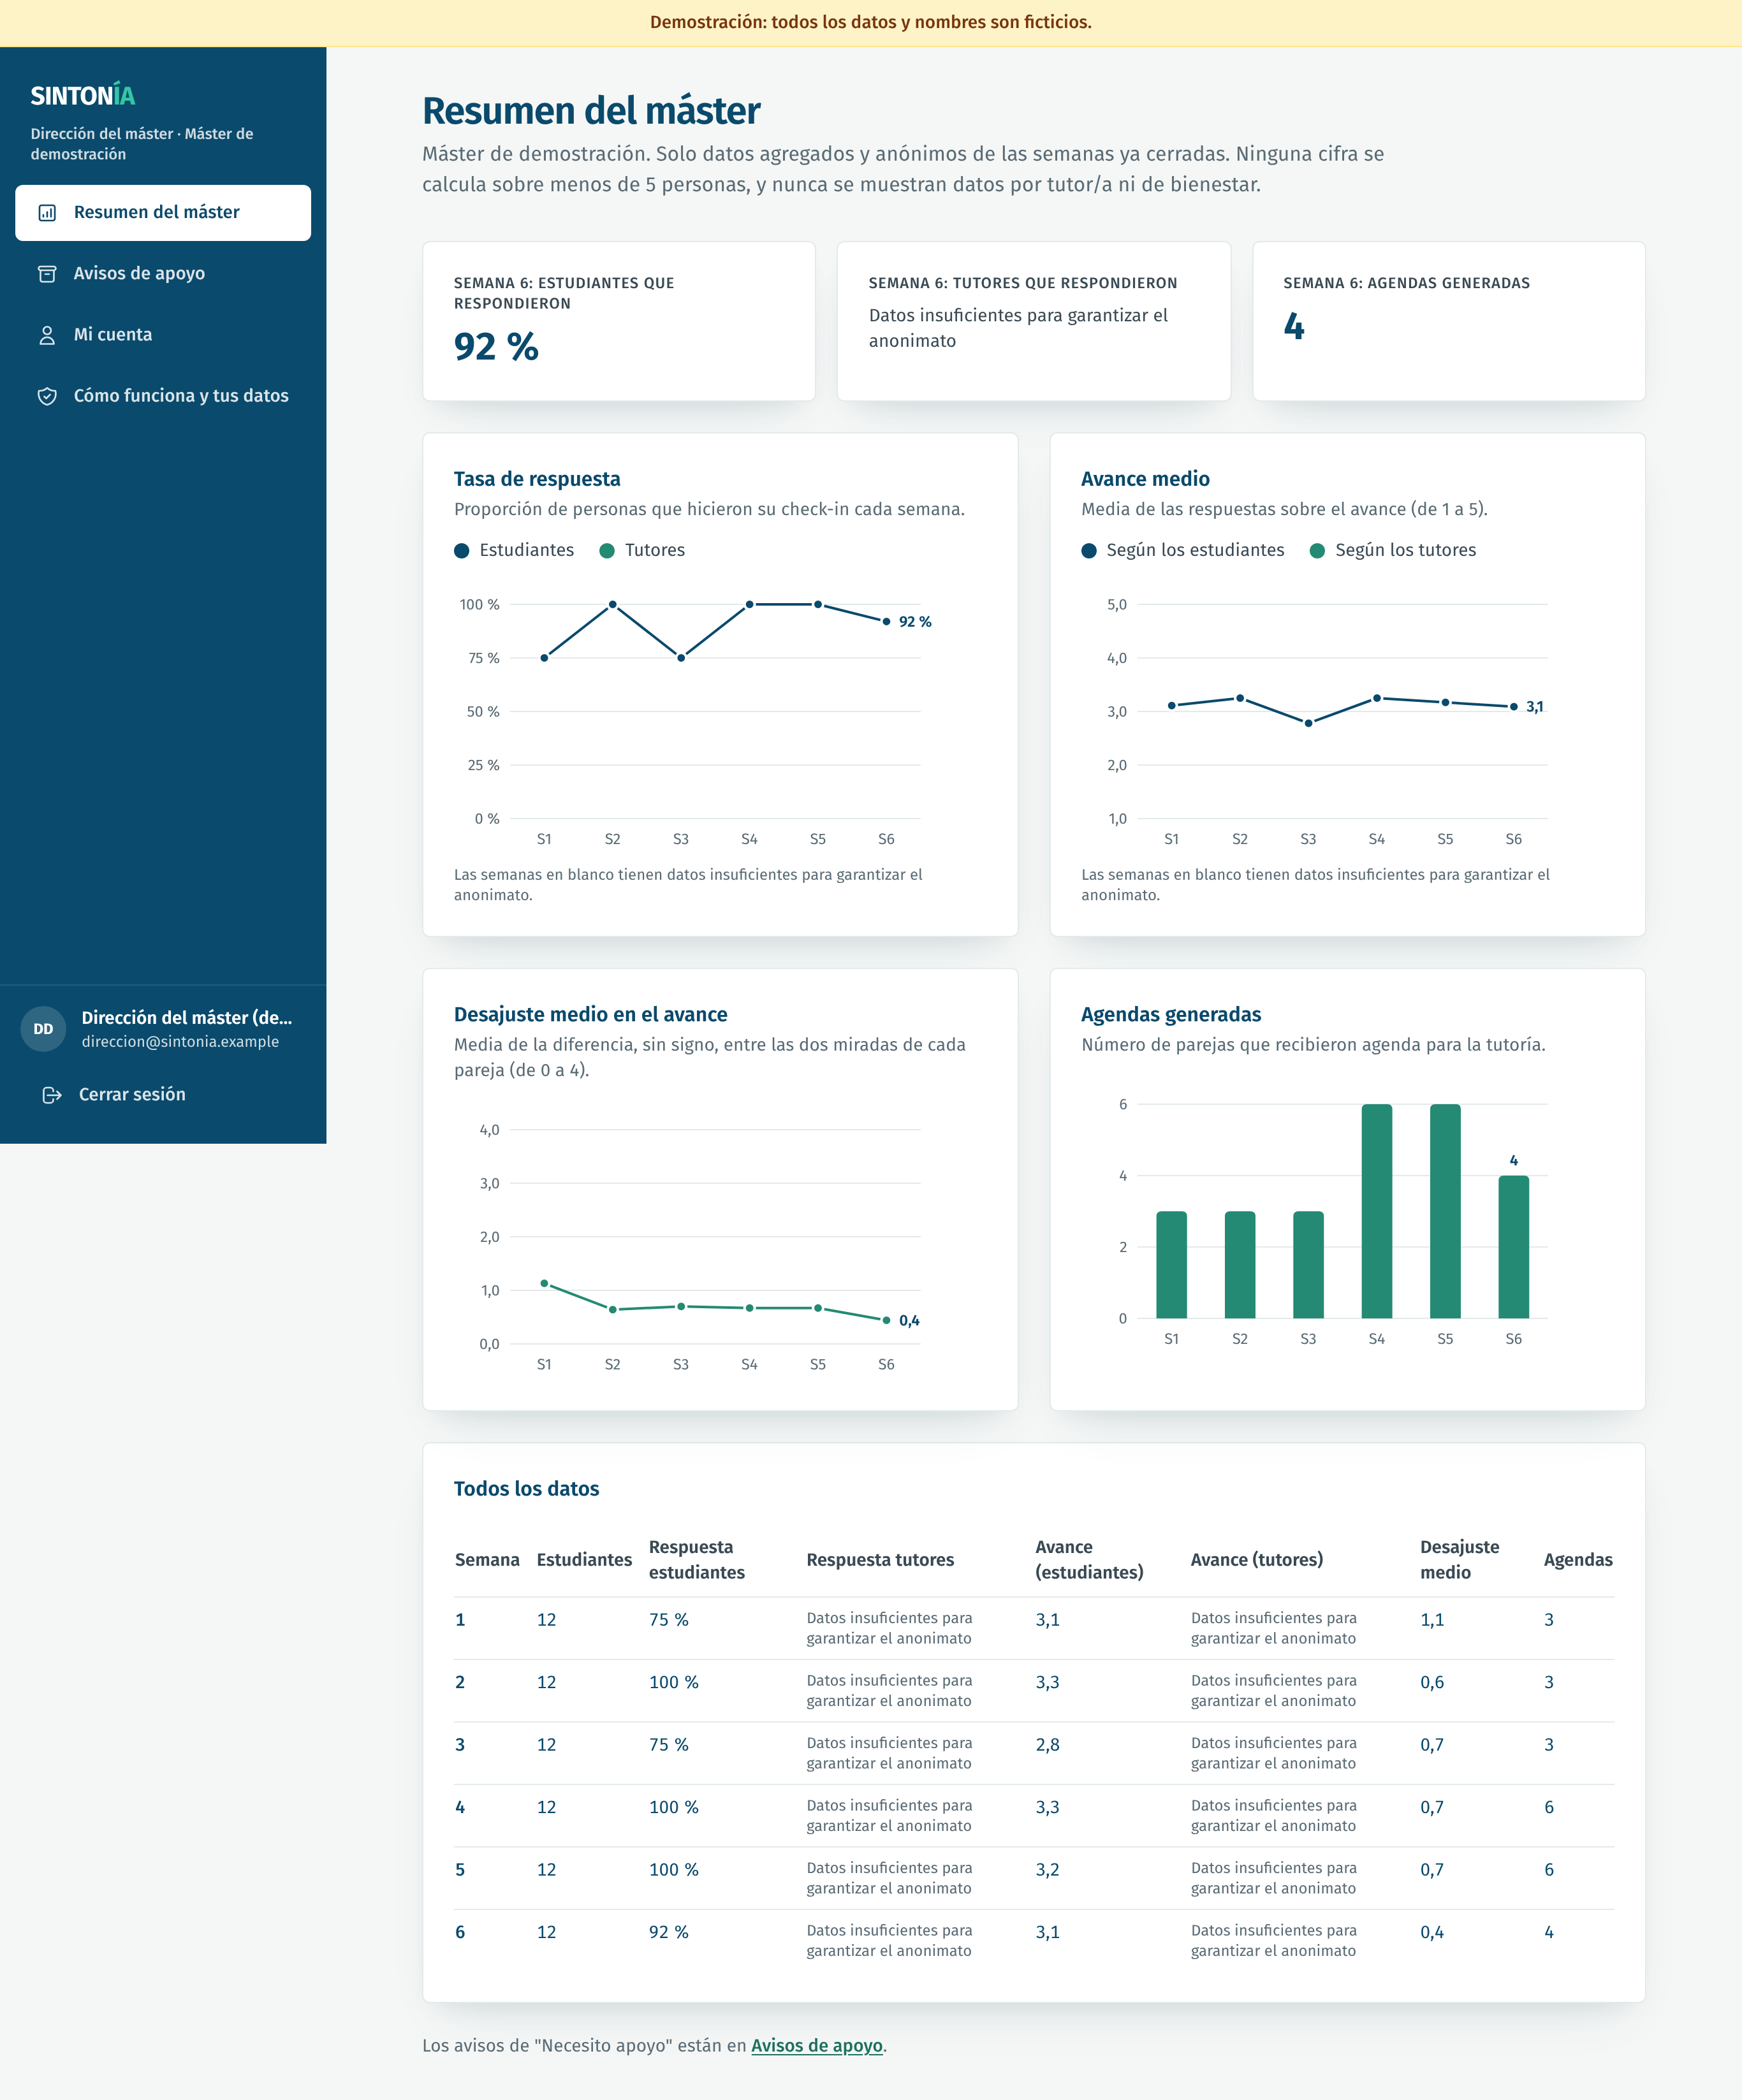 Demostración: todos los datos y nombres son ficticios.
SINTONÍA
Dirección del máster · Máster de
demostración
Resumen del máster
Avisos de apoyo
Mi cuenta
Cómo funciona y tus datos
DD
Dirección del máster (de...
direccion@sintonia.example
Cerrar sesión
Resumen del máster
Máster de demostración. Solo datos agregados y anónimos de las semanas ya cerradas. Ninguna cifra se
calcula sobre menos de 5 personas, y nunca se muestran datos por tutor/a ni de bienestar.
SEMANA 6: ESTUDIANTES QUE
RESPONDIERON
92 %
SEMANA 6: TUTORES QUE RESPONDIERON
Datos insuficientes para garantizar el
anonimato
SEMANA 6: AGENDAS GENERADAS
4
Tasa de respuesta
Proporción de personas que hicieron su check-in cada semana.
Estudiantes Tutores
100 %
92 %
75 %
50 %
25 %
0 %
S1 S2 S3 S4 S5 S6
Las semanas en blanco tienen datos insuficientes para garantizar el
anonimato.
Avance medio
Media de las respuestas sobre el avance (de 1 a 5).
Según los estudiantes Según los tutores
5,0
4,0
3,0
3,1
2,0
1,0
S1 S2 S3 S4 S5 S6
Las semanas en blanco tienen datos insuficientes para garantizar el
anonimato.
Desajuste medio en el avance
Media de la diferencia, sin signo, entre las dos miradas de cada
pareja (de 0 a 4).
4,0
3,0
2,0
1,0
0,4
0,0
S1 S2 S3 S4 S5 S6
Agendas generadas
Número de parejas que recibieron agenda para la tutoría.
6
4
4
2
0
S1 S2 S3 S4 S5 S6
Todos los datos
Semana Estudiantes Respuesta estudiantes Respuesta tutores Avance (estudiantes) Avance (tutores) Desajuste medio Agendas
1 12 75 % Datos insuficientes para garantizar el anonimato 3,1 Datos insuficientes para garantizar el anonimato 1,1 3
2 12 100 % Datos insuficientes para garantizar el anonimato 3,3 Datos insuficientes para garantizar el anonimato 0,6 3
3 12 75 % Datos insuficientes para garantizar el anonimato 2,8 Datos insuficientes para garantizar el anonimato 0,7 3
4 12 100 % Datos insuficientes para garantizar el anonimato 3,3 Datos insuficientes para garantizar el anonimato 0,7 6
5 12 100 % Datos insuficientes para garantizar el anonimato 3,2 Datos insuficientes para garantizar el anonimato 0,7 6
6 12 92 % Datos insuficientes para garantizar el anonimato 3,1 Datos insuficientes para garantizar el anonimato 0,4 4
Los avisos de "Necesito apoyo" están en Avisos de apoyo.